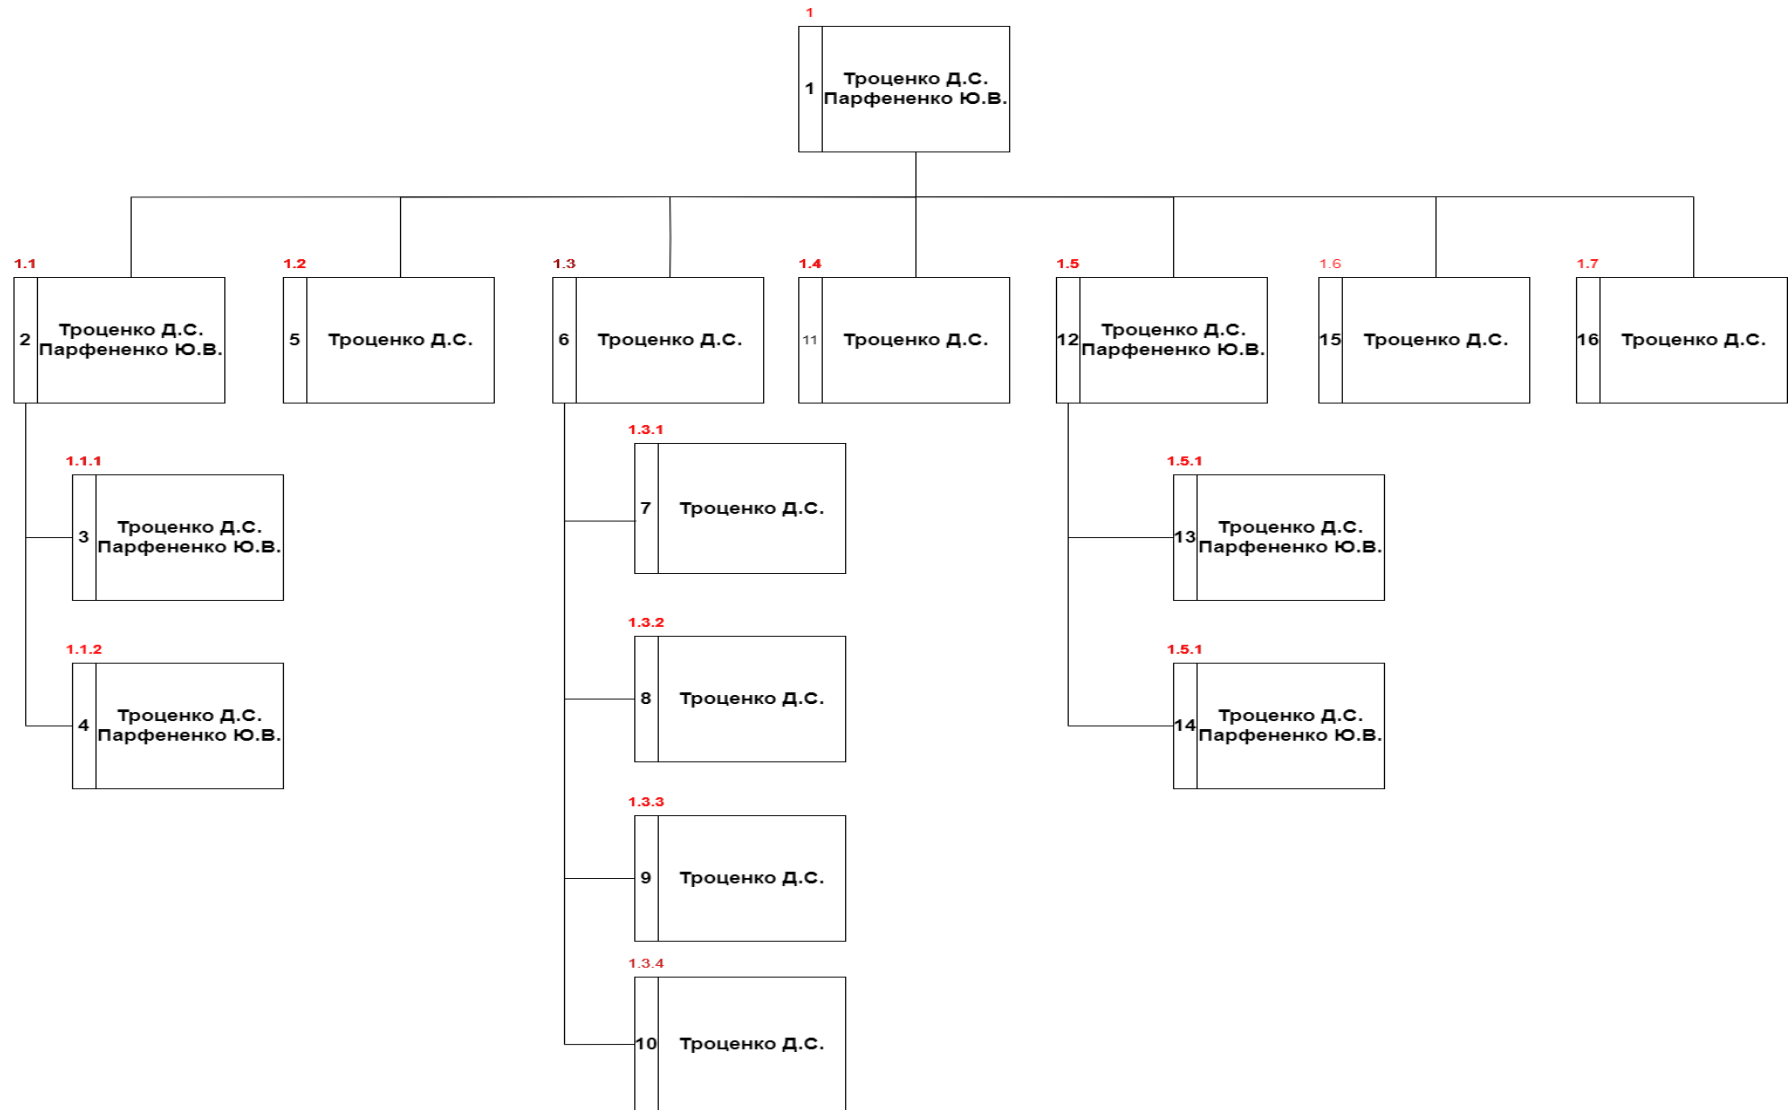 1
1
Троценко Д.С.
Парфененко Ю.В.
1.1
2
Троценко Д.С.
Парфененко Ю.В.
1.2
5
Троценко Д.С.
1.3
6
Троценко Д.С.
1.4
11
Троценко Д.С.
1.5
12
Троценко Д.С.
Парфененко Ю.В.
1.6
15
Троценко Д.С.
1.7
16
Троценко Д.С.
1.1.1
3
Троценко Д.С.
Парфененко Ю.В.
1.1.2
4
Троценко Д.С.
Парфененко Ю.В.
1.3.1
7
Троценко Д.С.
1.3.2
8
Троценко Д.С.
1.3.3
9
Троценко Д.С.
1.3.4
10
Троценко Д.С.
1.5.1
13
Троценко Д.С.
Парфененко Ю.В.
1.5.1
14
Троценко Д.С.
Парфененко Ю.В.